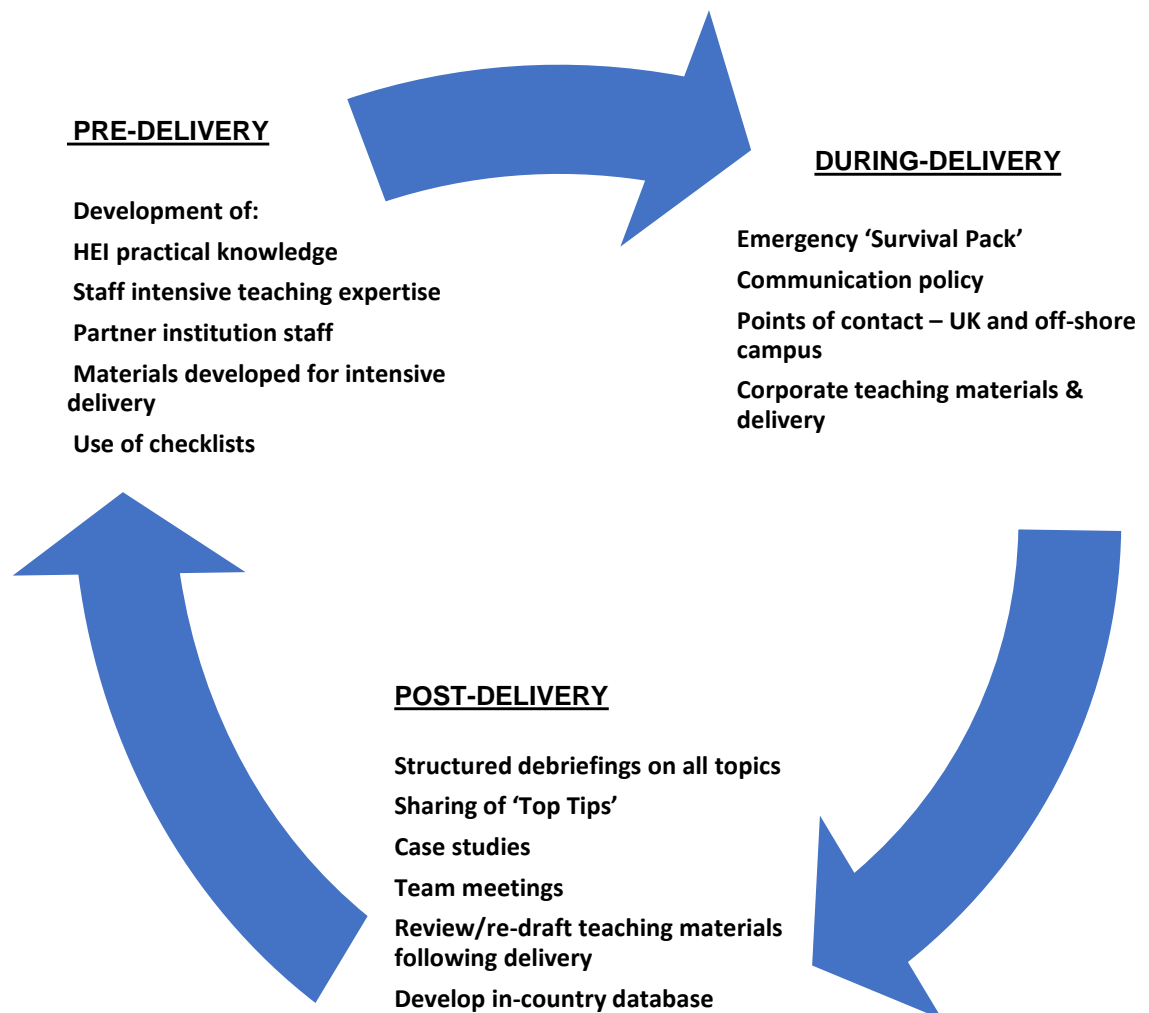 PRE-DELIVERY
Development of:
HEI practical knowledge
Staff intensive teaching expertise
Partner institution staff
Materials developed for intensive
delivery
Use of checklists
DURING-DELIVERY
Emergency ‘Survival Pack’
Communication policy
Points of contact – UK and off-shore
campus
Corporate teaching materials &
delivery
POST-DELIVERY
Structured debriefings on all topics
Sharing of ‘Top Tips’
Case studies
Team meetings
Review/re-draft teaching materials
following delivery
Develop in-country database